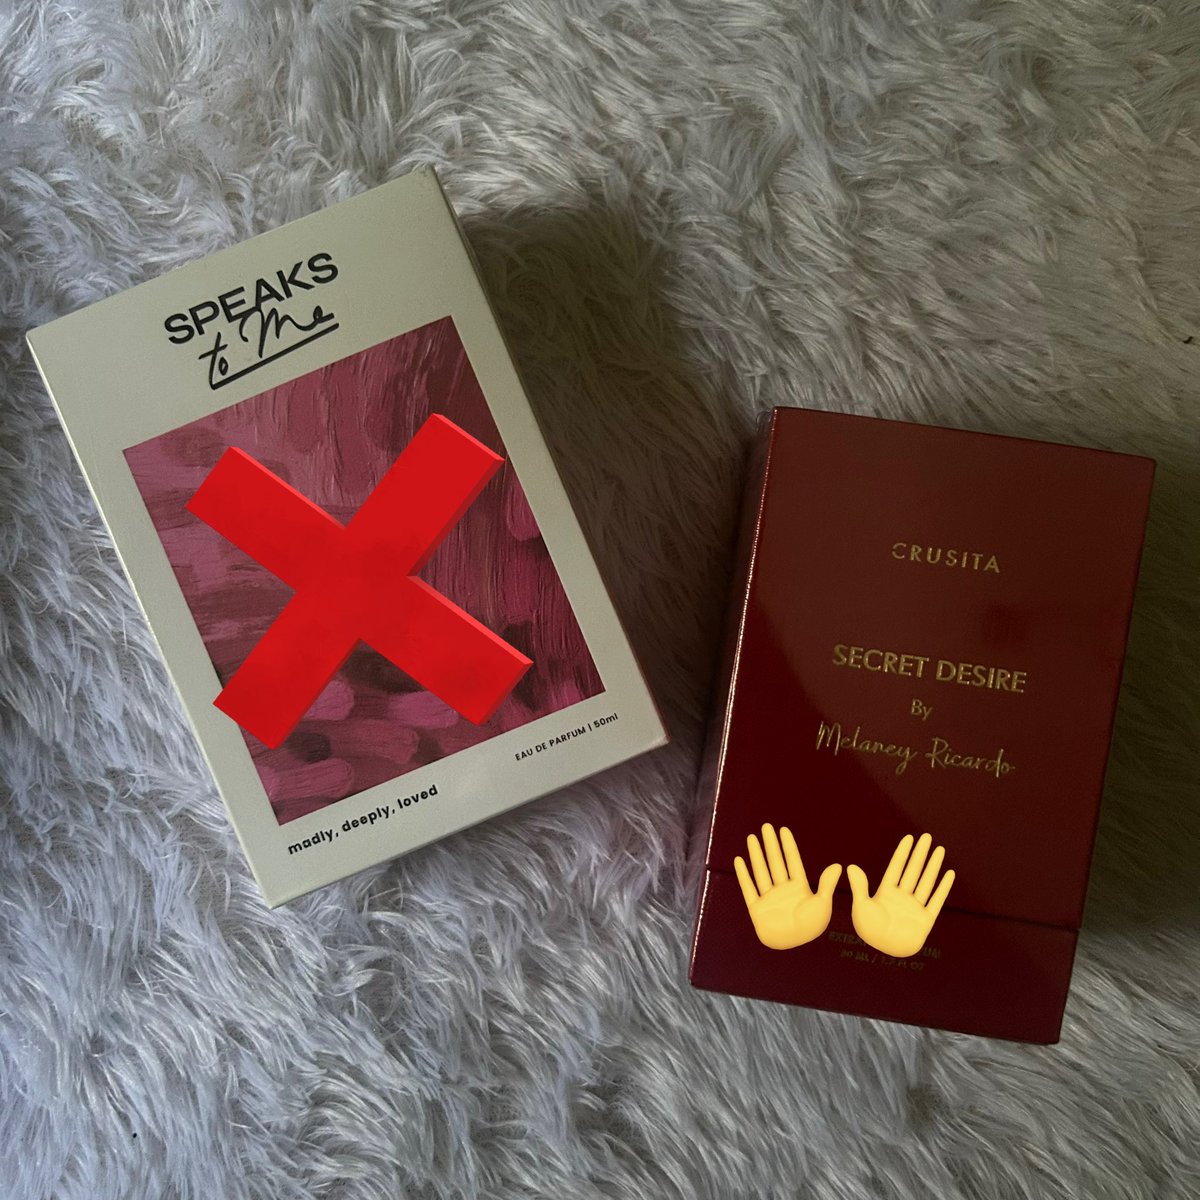 SPEAKS
to Me
madly, deeply, loved
EAU DE PARFUM | 50ml
CRUSITA
SECRET DESIRE
By
Melaney Ricardo